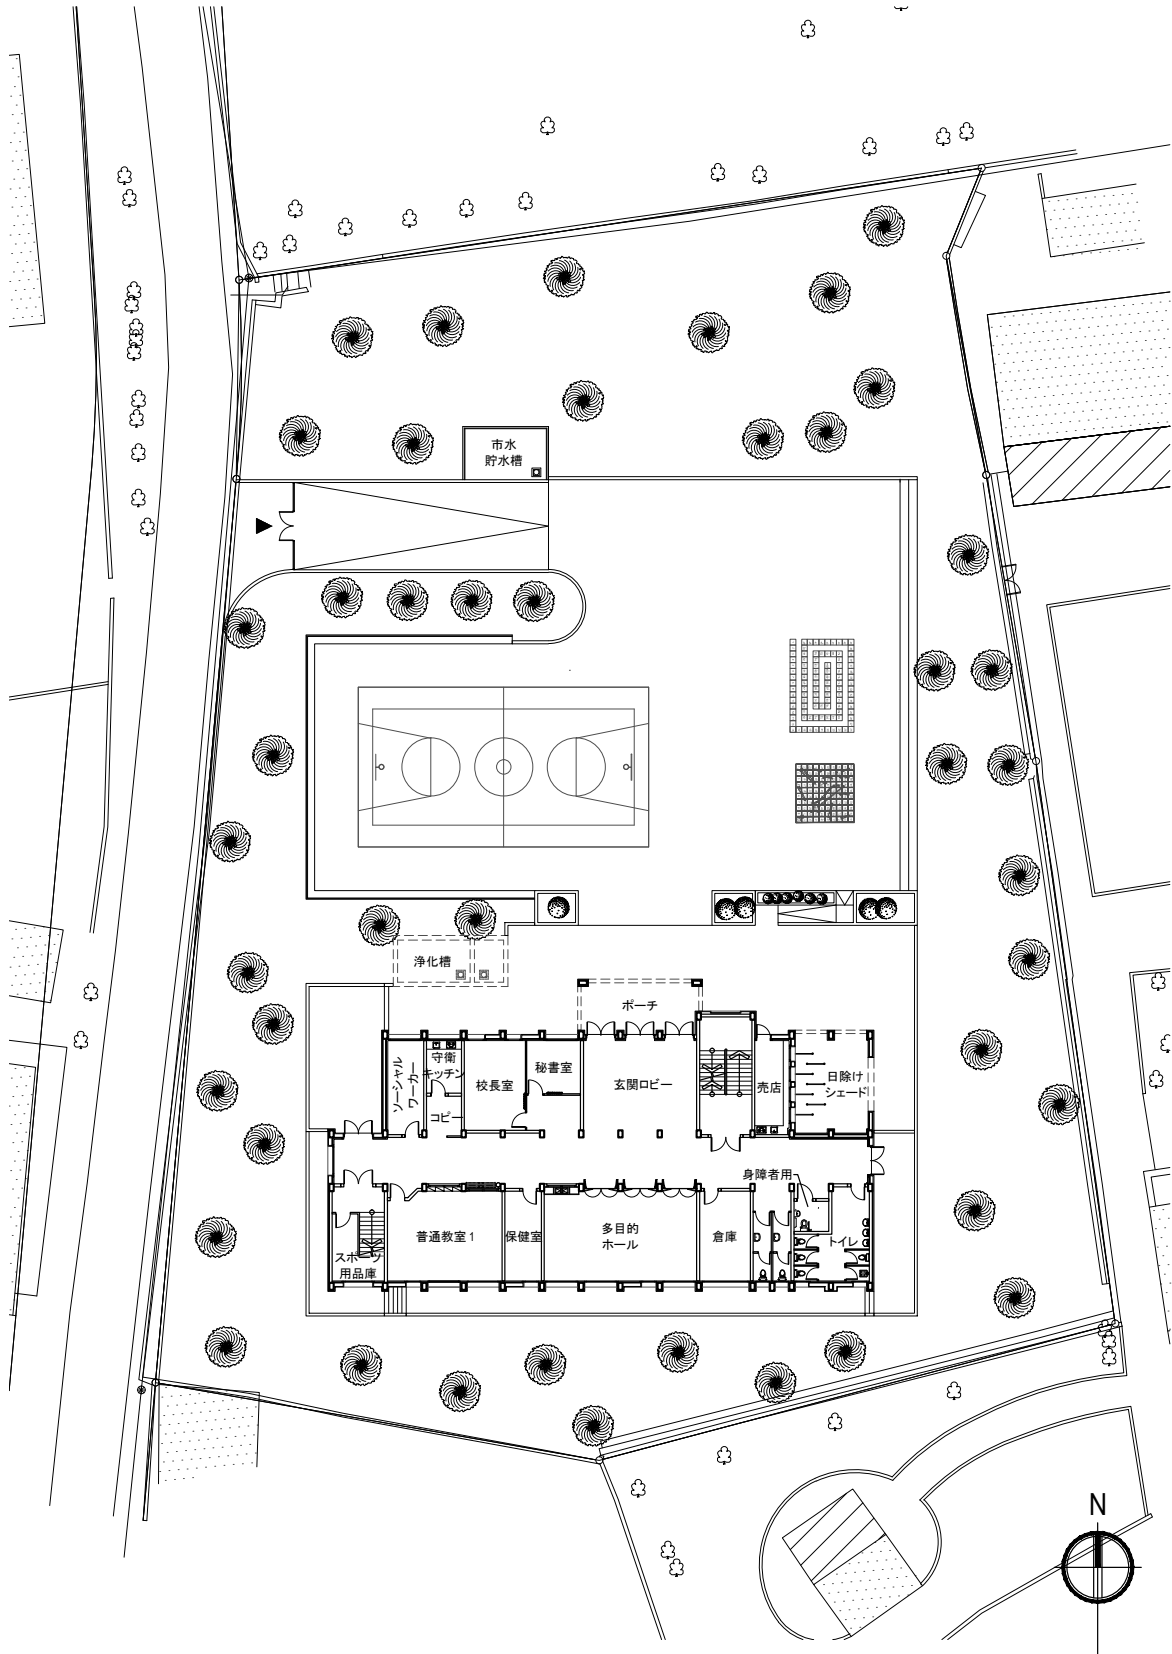 市水
貯水槽
浄化槽
ポーチ
ソーシャル
ワーカー
守衛
キッチン
コピー
校長室
秘書室
玄関ロビー
売店
日除け
シェード
身障者用
スポーツ
用品庫
普通教室1
保健室
多目的
ホール
倉庫
トイレ
N